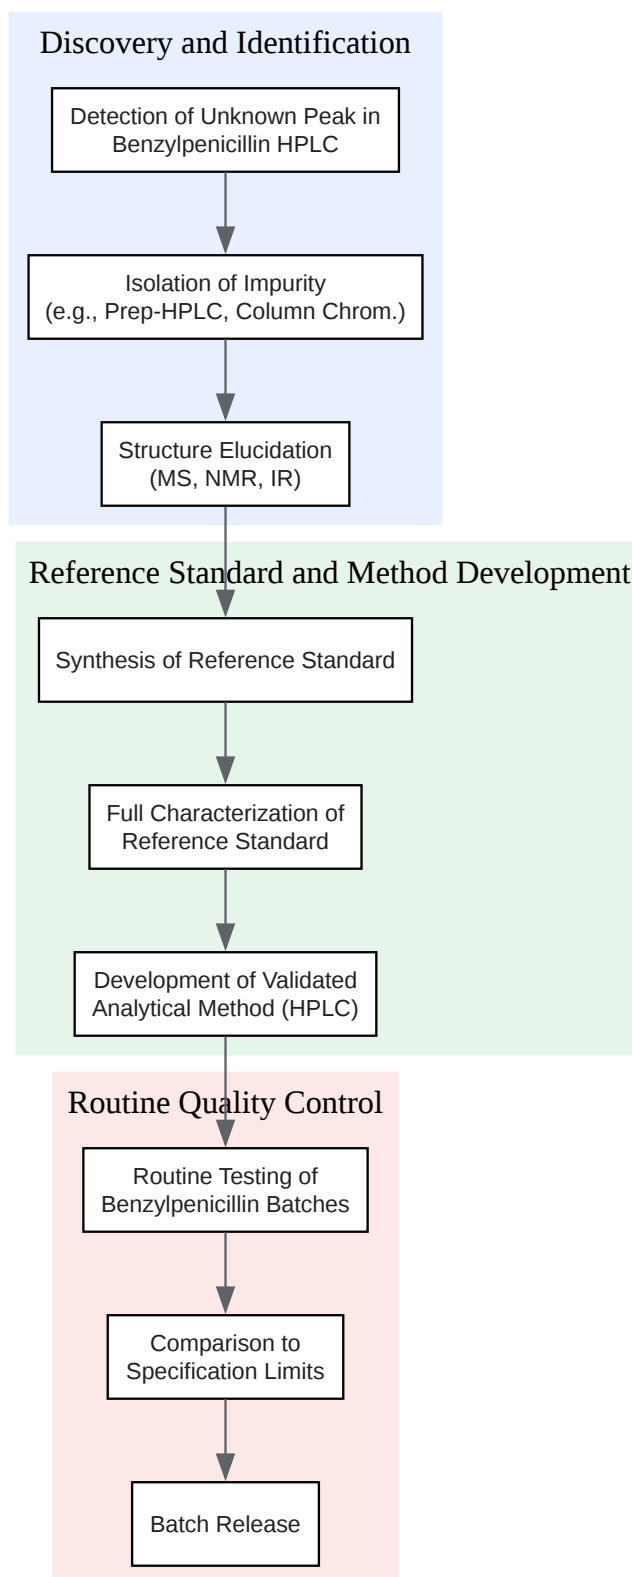 Discovery and Identification
Detection of Unknown Peak in
Benzylpenicillin HPLC
Isolation of Impurity
(e.g., Prep-HPLC, Column Chrom.)
Structure Elucidation
(MS, NMR, IR)
Reference Standard and Method Development
Synthesis of Reference Standard
Full Characterization of
Reference Standard
Development of Validated
Analytical Method (HPLC)
Routine Quality Control
Routine Testing of
Benzylpenicillin Batches
Comparison to
Specification Limits
Batch Release